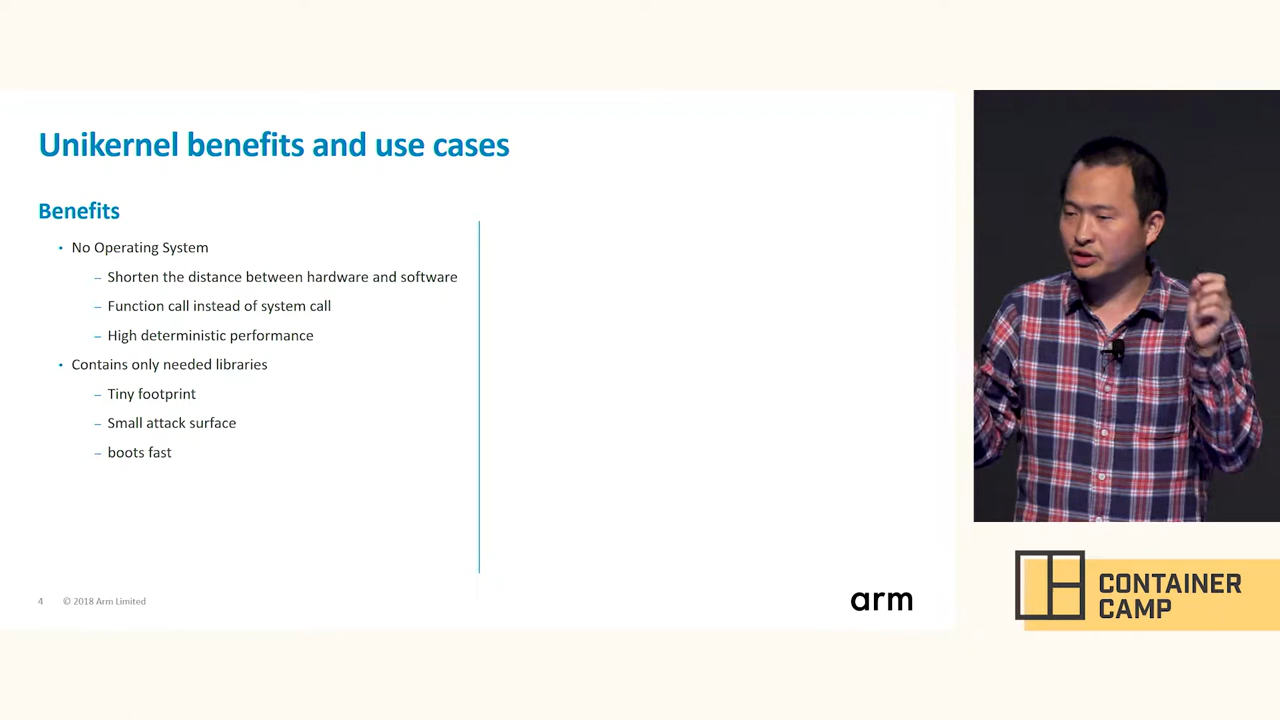 Unikernel benefits and use cases
Benefits
• No Operating System
– Shorten the distance between hardware and software
– Function call instead of system call
– High deterministic performance
• Contains only needed libraries
– Tiny footprint
– Small attack surface
– boots fast
4 © 2018 Arm Limited
arm
CONTAINER
CAMP